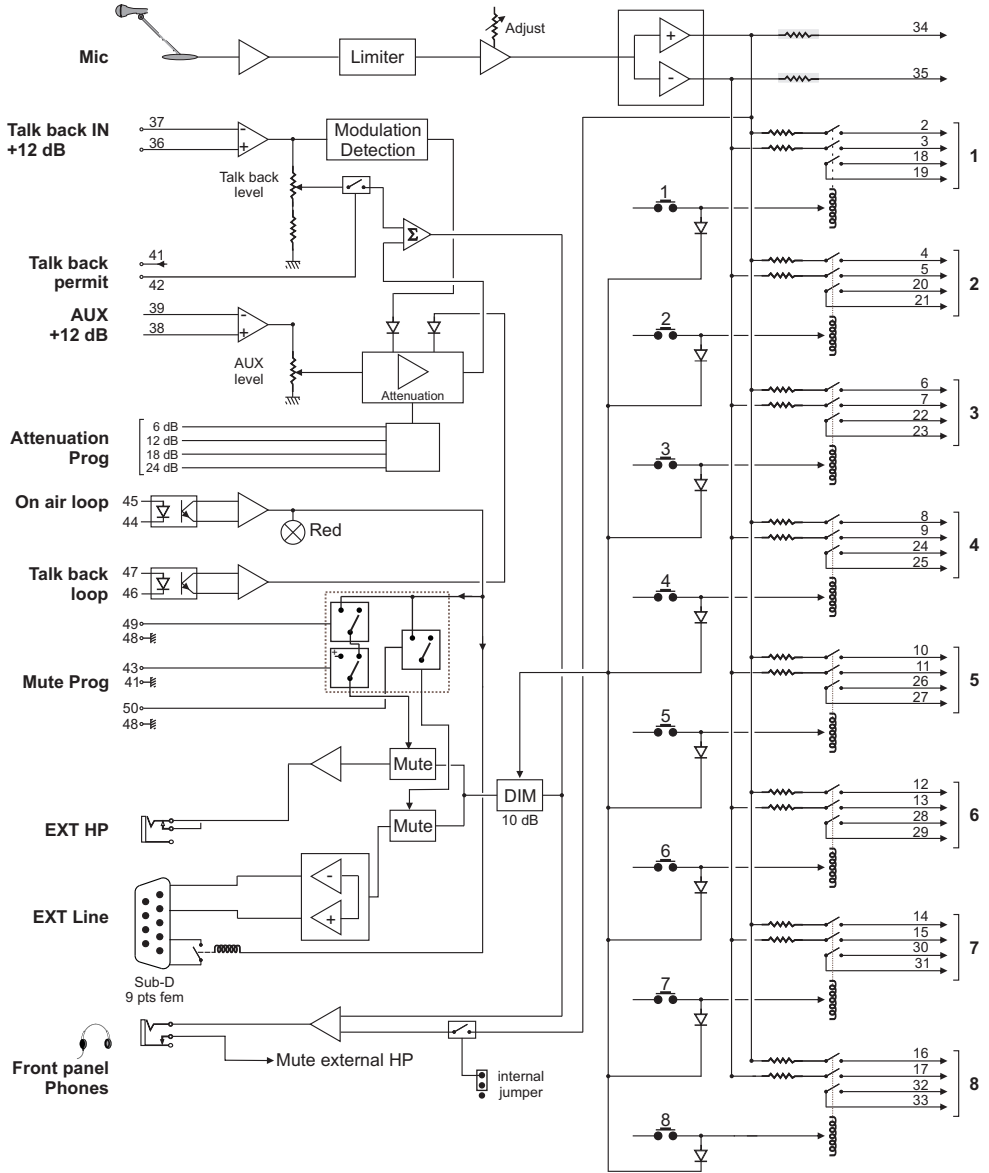 Mic
Limiter
Adjust
+
-
34
35
Talk back IN
+12 dB
37
36
-
+
Modulation
Detection
Talk back
level
Σ
Talk back
permit
41
42
AUX
+12 dB
39
38
-
+
AUX
level
Attenuation
Attenuation
Prog
6 dB
12 dB
18 dB
24 dB
On air loop
45
44
Red
Talk back
loop
47
46
49
48
Mute Prog
43
41
50
48
+
Mute
Mute
DIM
10 dB
EXT HP
EXT Line
-
+
Sub-D
9 pts fem
Front panel
Phones
Mute external HP
internal
jumper
1
2
3
18
19
1
2
4
5
20
21
2
3
6
7
22
23
3
4
8
9
24
25
4
5
10
11
26
27
5
6
12
13
28
29
6
7
14
15
30
31
7
8
16
17
32
33
8